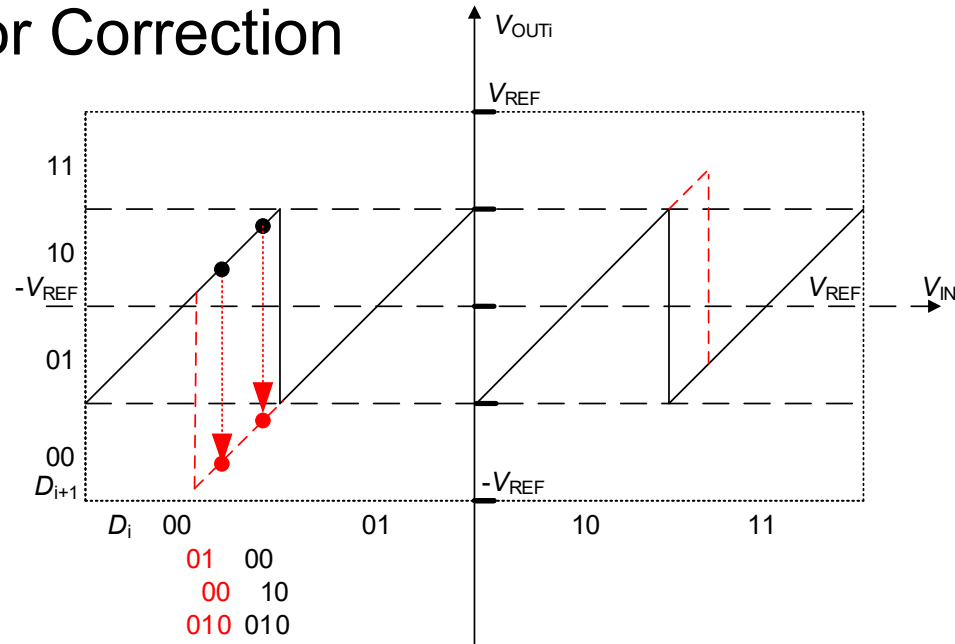 or Correction
VOUTi
VREF
11
10
-VREF
VREF
VIN
01
00
Di+1
-VREF
Di 00 01 10 11
01 00
00 10
010 010